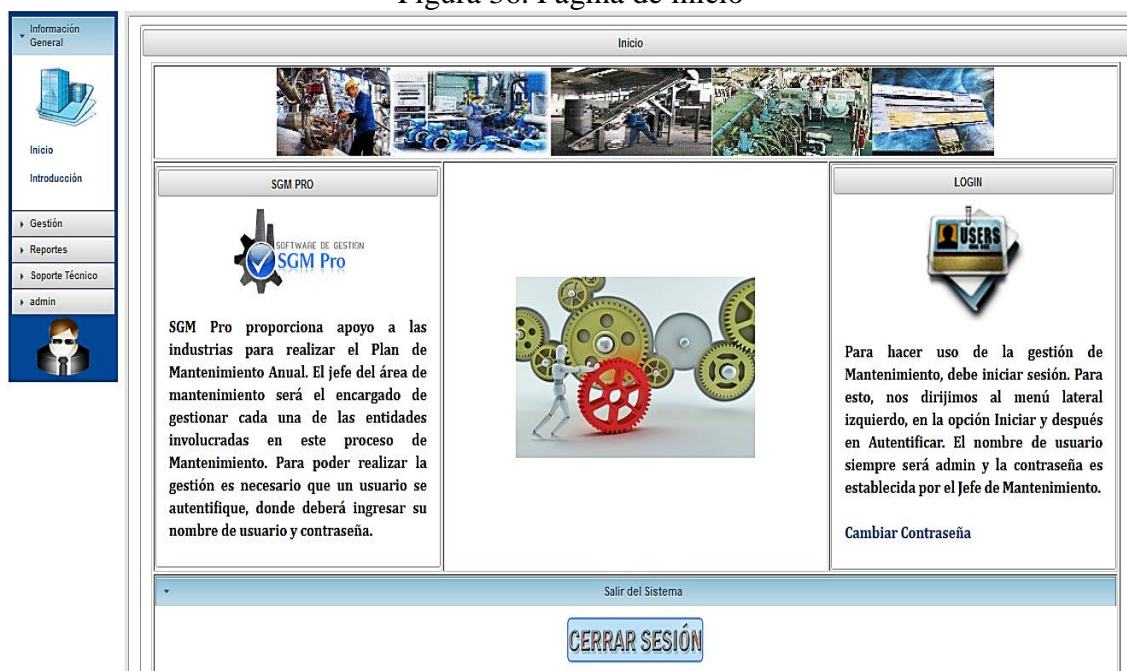 Figura 38. Página de inicio
Información
General
Inicio
Introducción
Gestión
Reportes
Soporte Técnico
admin
Inicio
SGM PRO
SOFTWARE DE GESTION
SGM Pro
SGM Pro proporciona apoyo a las
industrias para realizar el Plan de
Mantenimiento Anual. El jefe del área de
mantenimiento será el encargado de
gestionar cada una de las entidades
involucradas en este proceso de
Mantenimiento. Para poder realizar la
gestión es necesario que un usuario se
autentifique, donde deberá ingresar su
nombre de usuario y contraseña.
LOGIN
USERS
Para hacer uso de la gestión de
Mantenimiento, debe iniciar sesión. Para
esto, nos dirijimos al menú lateral
izquierdo, en la opción Iniciar y después
en Autentificar. El nombre de usuario
siempre será admin y la contraseña es
establecida por el Jefe de Mantenimiento.
Cambiar Contraseña
Salir del Sistema
CERRAR SESIÓN